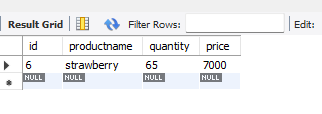 Result Grid Filter Rows: Edit:
id productname quantity price
6 strawberry 65 7000
NULL NULL NULL NULL